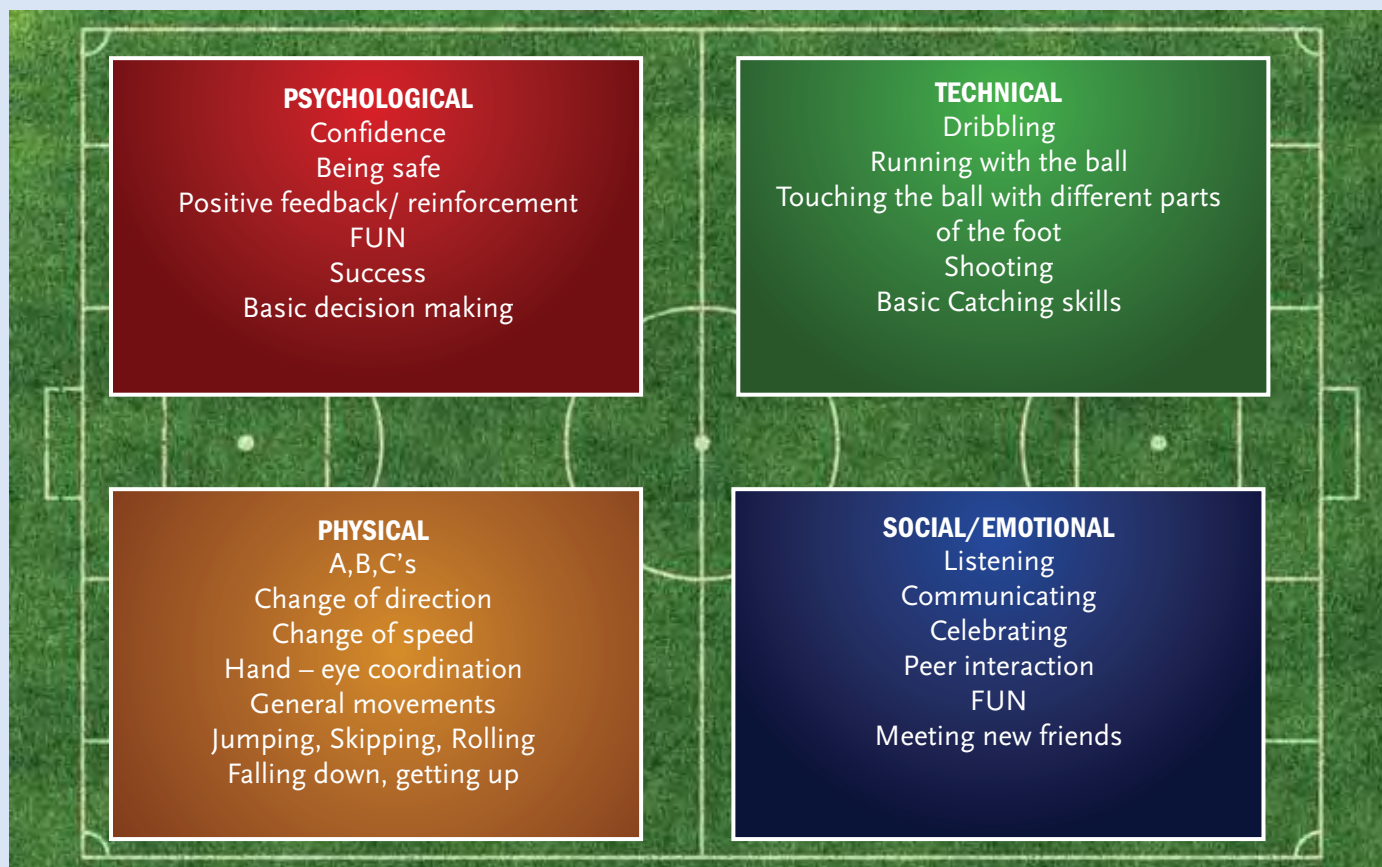 PSYCHOLOGICAL
Confidence
Being safe
Positive feedback/ reinforcement
FUN
Success
Basic decision making
TECHNICAL
Dribbling
Running with the ball
Touching the ball with different parts
of the foot
Shooting
Basic Catching skills
PHYSICAL
A,B,C’s
Change of direction
Change of speed
Hand – eye coordination
General movements
Jumping, Skipping, Rolling
Falling down, getting up
SOCIAL/EMOTIONAL
Listening
Communicating
Celebrating
Peer interaction
FUN
Meeting new friends